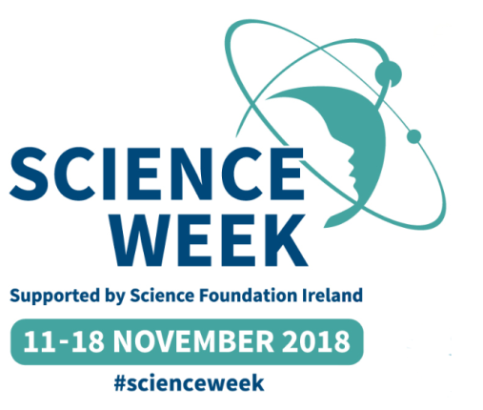 SCIENCE
WEEK
Supported by Science Foundation Ireland
11-18 NOVEMBER 2018
#scienceweek